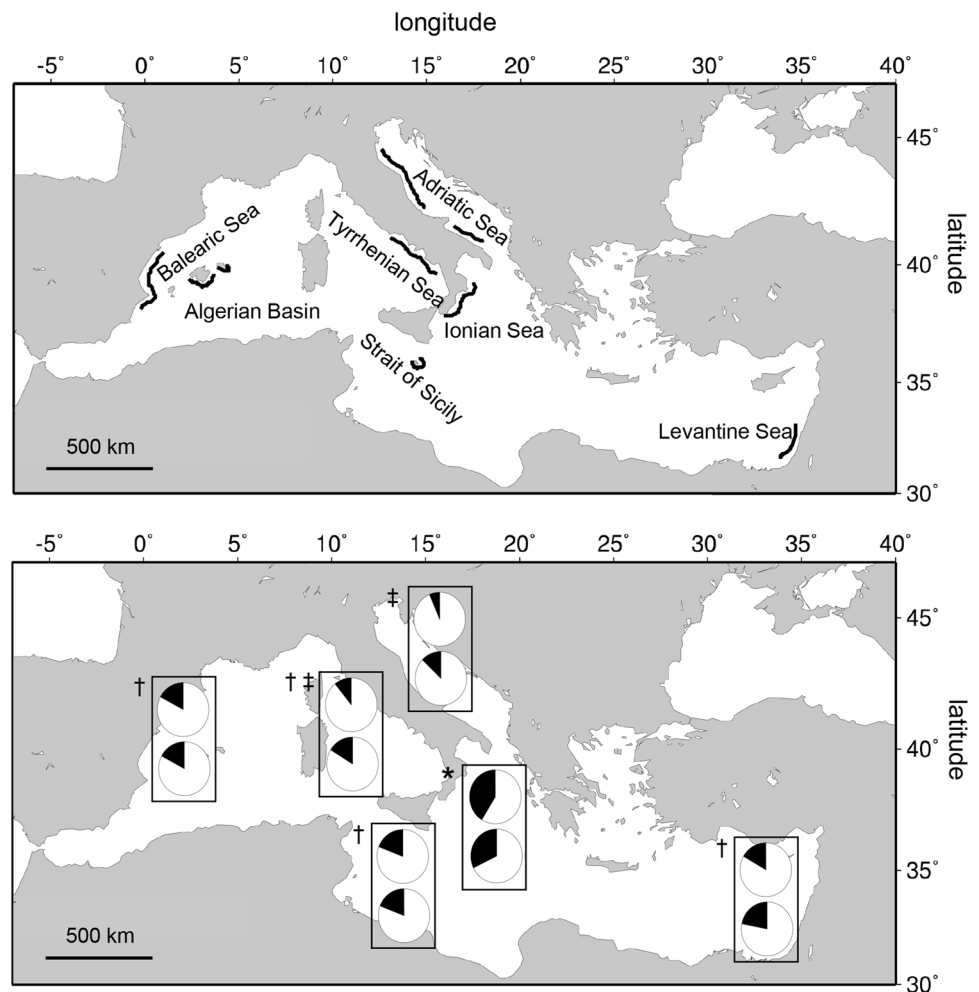 longitude
-5˚ 0˚ 5˚ 10˚ 15˚ 20˚ 25˚ 30˚ 35˚ 40˚
45˚
Adriatic Sea
Balearic Sea
Tyrrhenian Sea
latitude
40˚
Algerian Basin
Ionian Sea
Strait of Sicily
35˚
Levantine Sea
500 km
30˚
-5˚ 0˚ 5˚ 10˚ 15˚ 20˚ 25˚ 30˚ 35˚ 40˚
‡
45˚
† † ‡
latitude
40˚
*
† †
35˚
500 km
30˚